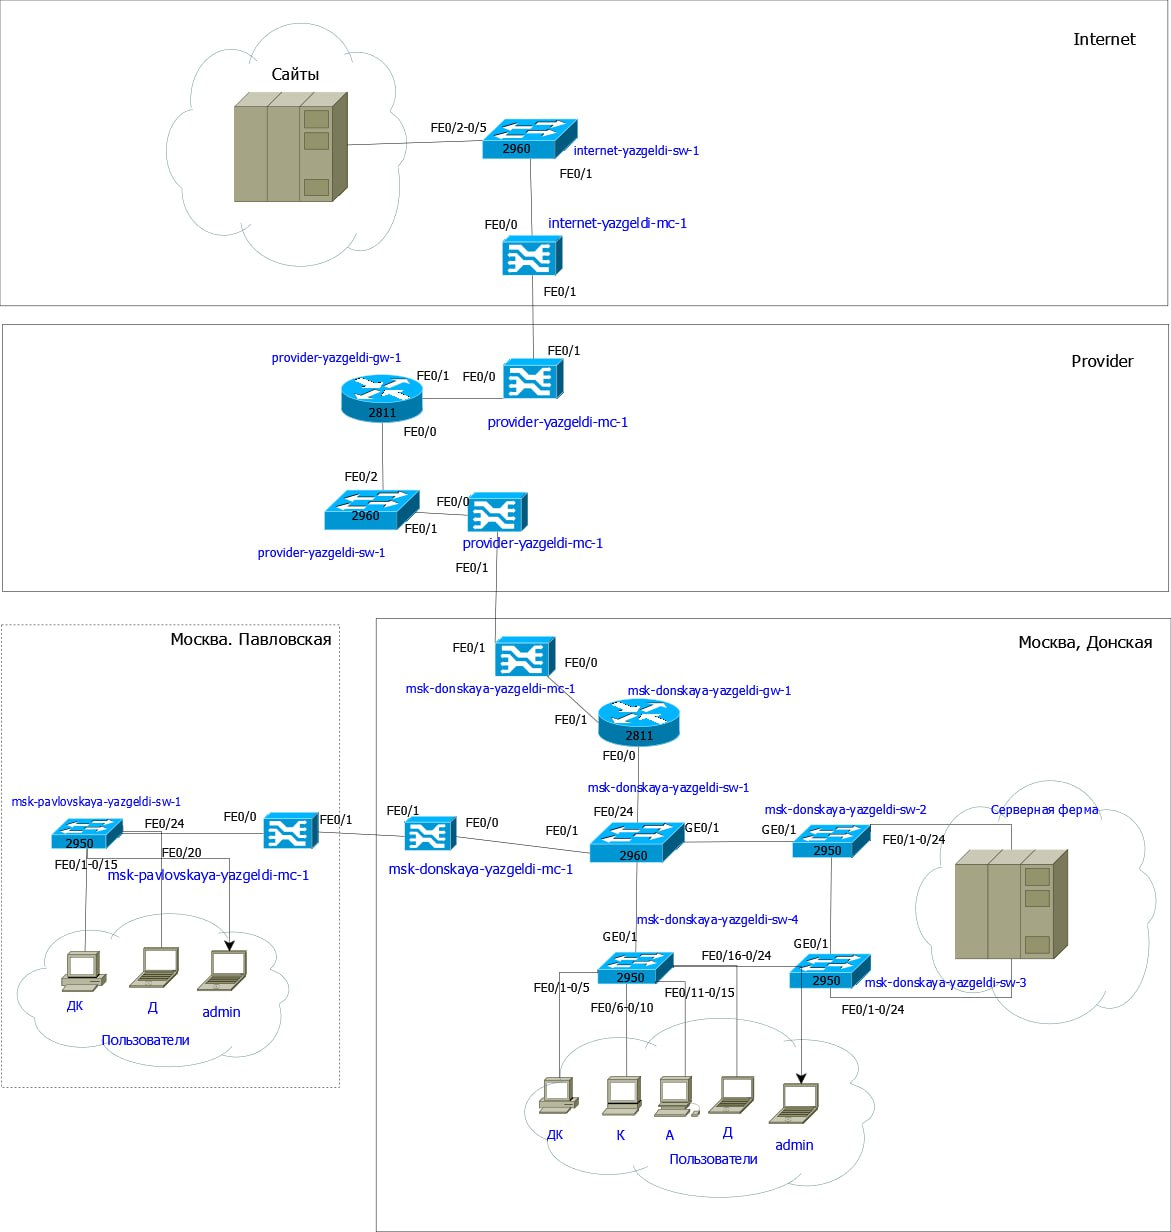 Internet
Сайты
FE0/2-0/5
2960
internet-yazgeldi-sw-1
FE0/1
FE0/0
internet-yazgeldi-mc-1
FE0/1
Provider
provider-yazgeldi-gw-1
FE0/1
FE0/1
FE0/0
2811
provider-yazgeldi-mc-1
FE0/0
FE0/2
FE0/0
2960
FE0/1
provider-yazgeldi-sw-1
provider-yazgeldi-mc-1
FE0/1
Москва. Павловская
msk-pavlovskaya-yazgeldi-sw-1
FE0/24
FE0/0
FE0/1
2950
FE0/20
FE0/1-0/15
msk-pavlovskaya-yazgeldi-mc-1
ДК
Д
admin
Пользователи
Москва, Донская
FE0/1
FE0/0
msk-donskaya-yazgeldi-mc-1
msk-donskaya-yazgeldi-gw-1
FE0/1
2811
FE0/0
msk-donskaya-yazgeldi-sw-1
FE0/1
FE0/0
FE0/24
FE0/1
GE0/1
2960
msk-donskaya-yazgeldi-mc-1
msk-donskaya-yazgeldi-sw-2
GE0/1
2950
FE0/1-0/24
Серверная ферма
msk-donskaya-yazgeldi-sw-4
GE0/1
2950
FE0/16-0/24
GE0/1
2950
msk-donskaya-yazgeldi-sw-3
FE0/1-0/5
FE0/11-0/15
FE0/6-0/10
FE0/1-0/24
ДК
К
А
Д
admin
Пользователи